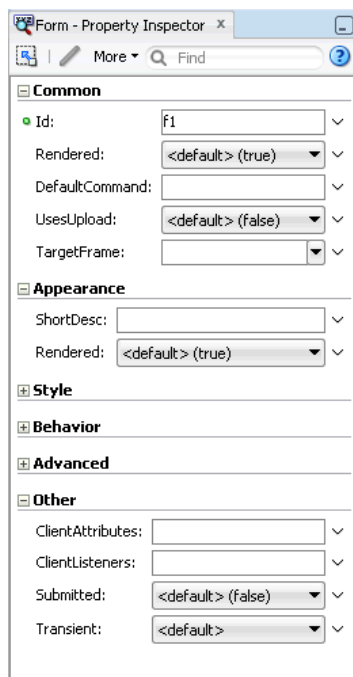 Form - Property Inspector x
More Find
Common
Id: f1
Rendered: <default> (true)
DefaultCommand:
UsesUpload: <default> (false)
TargetFrame:
Appearance
ShortDesc:
Rendered: <default> (true)
Style
Behavior
Advanced
Other
ClientAttributes:
ClientListeners:
Submitted: <default> (false)
Transient: <default>